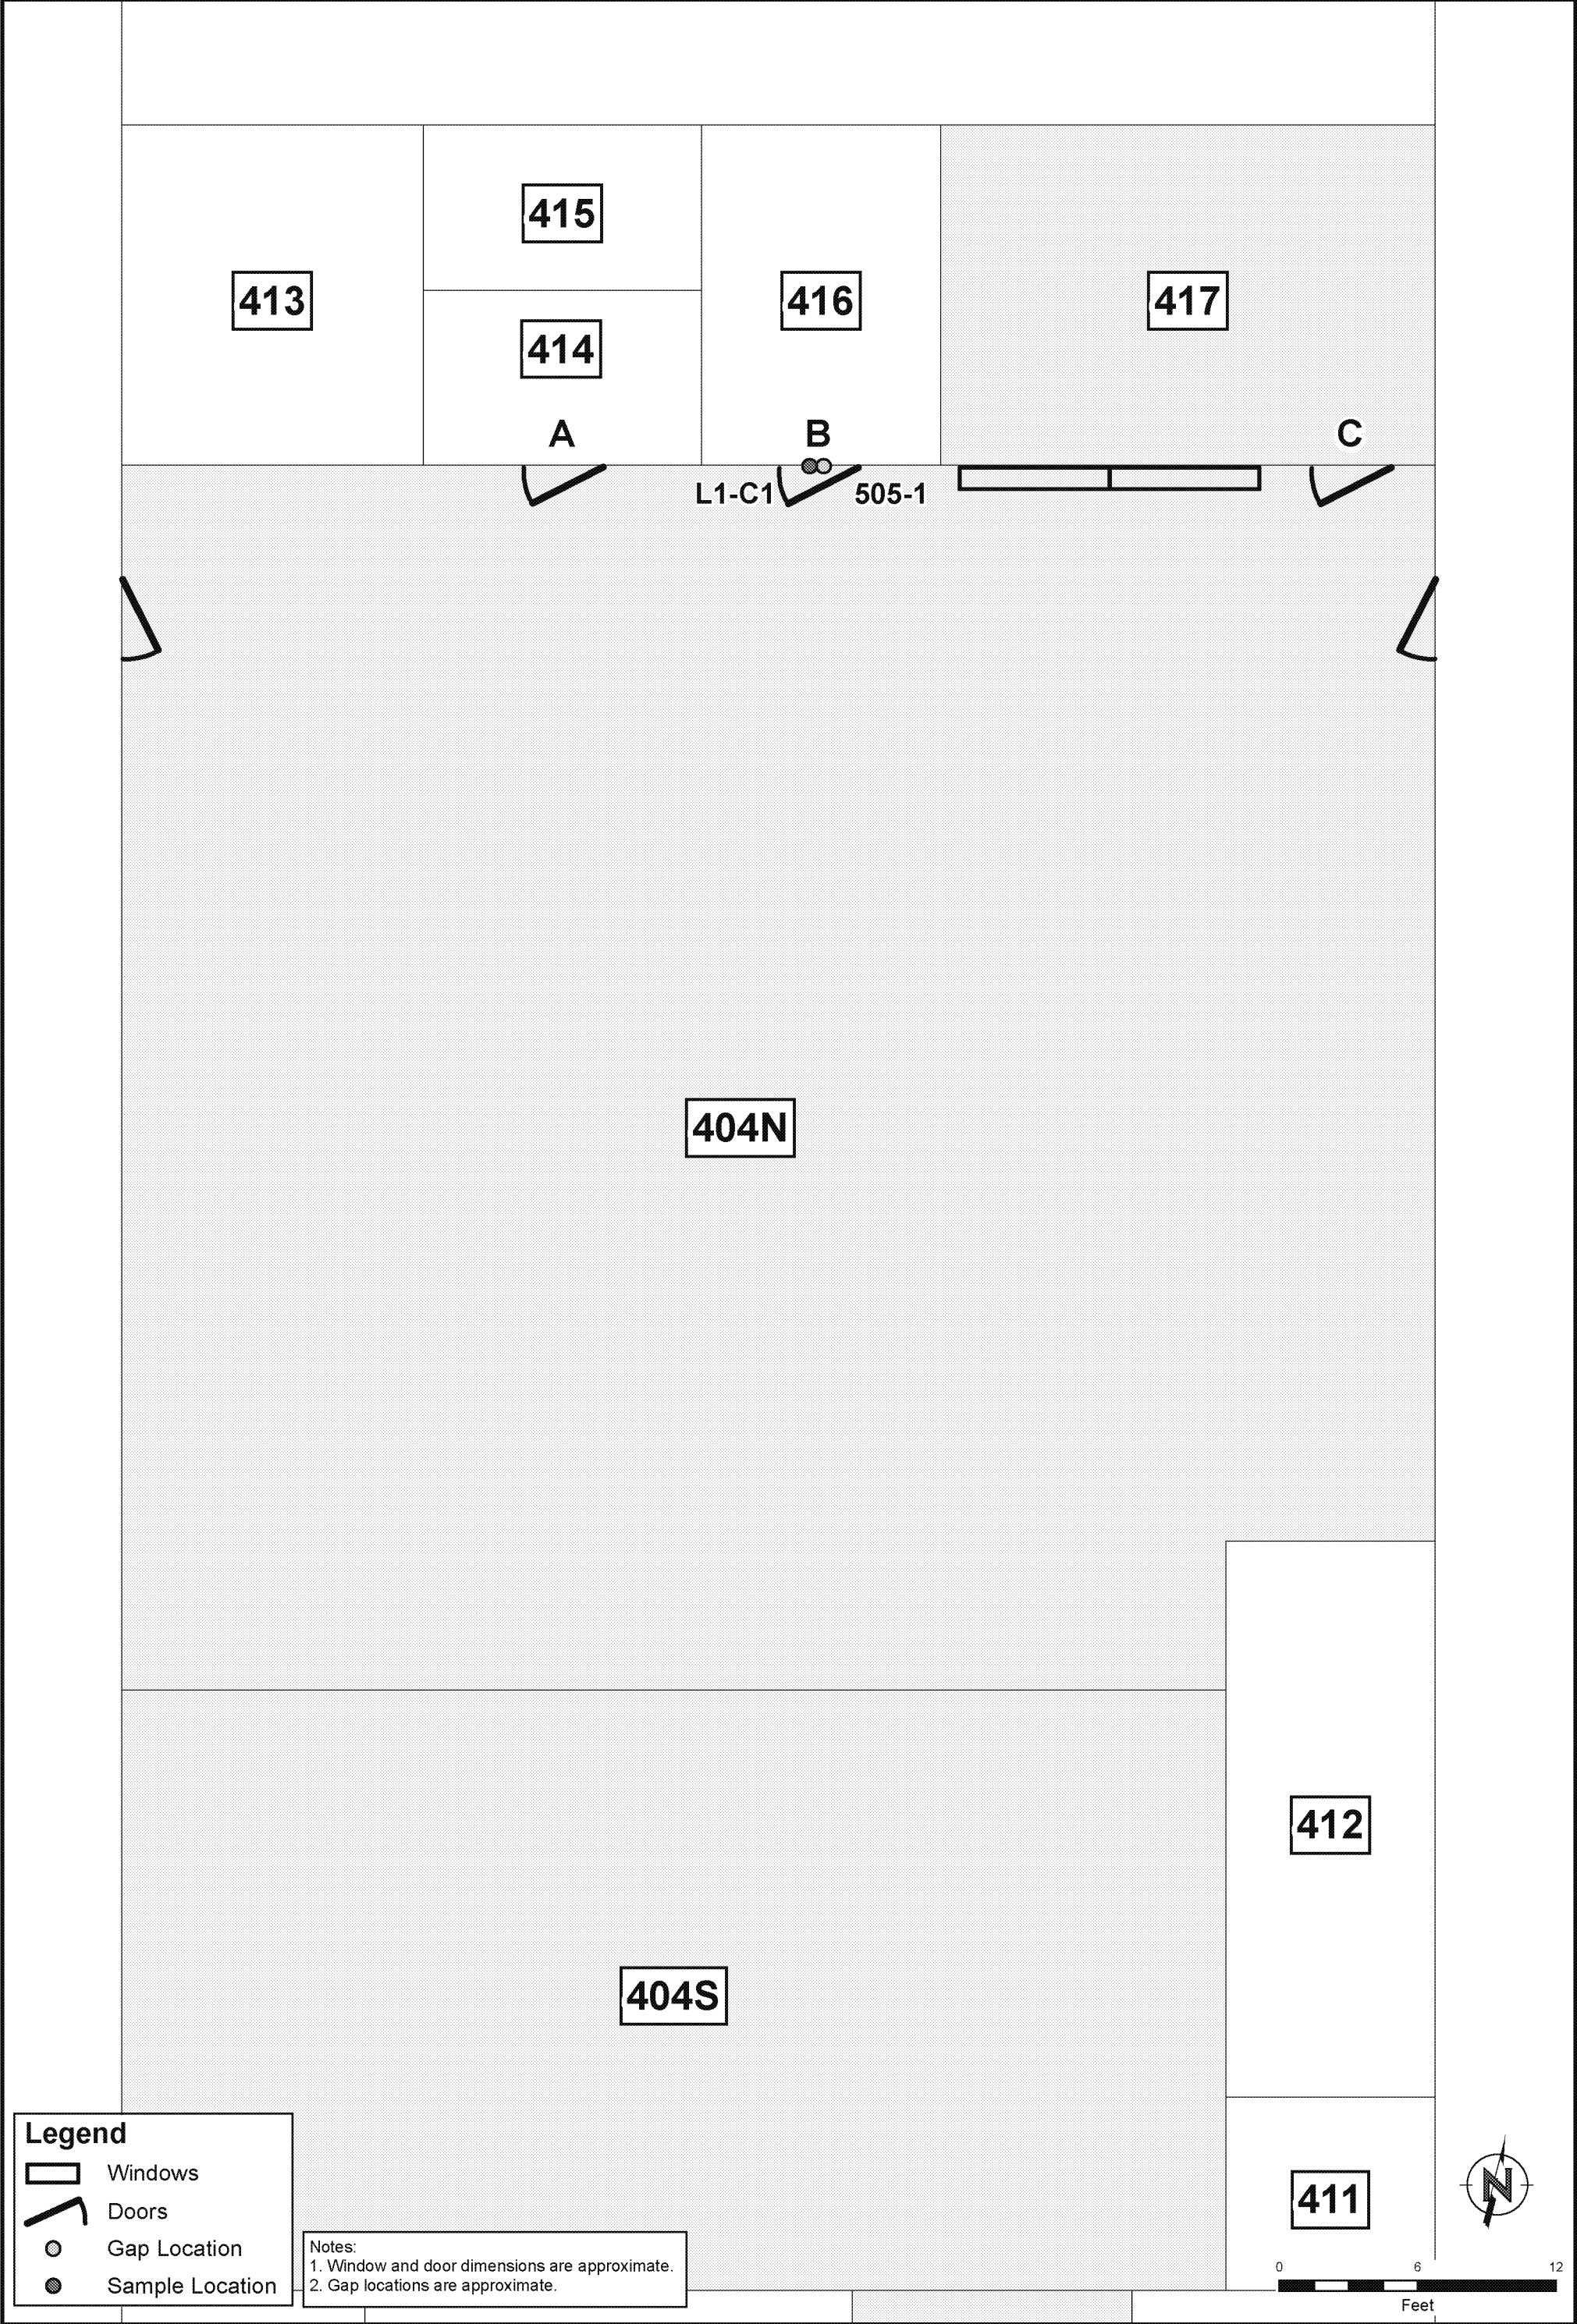 415
413
416
417
414
A
B
C
L1-C1
505-1
404N
412
404S
Legend
Windows
Doors
Gap Location
Sample Location
Notes:
1. Window and door dimensions are approximate.
2. Gap locations are approximate.
411
N
0 6 12
Feet